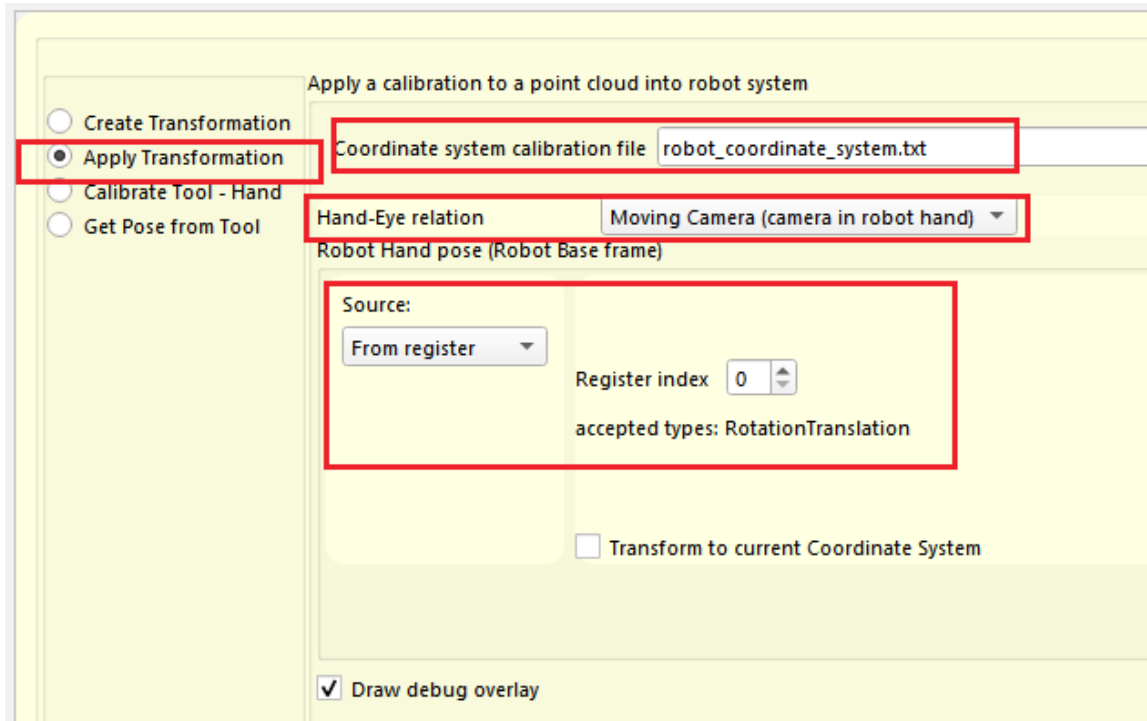 Apply a calibration to a point cloud into robot system
Create Transformation
Apply Transformation
Calibrate Tool - Hand
Get Pose from Tool
Coordinate system calibration file robot_coordinate_system.txt
Hand-Eye relation Moving Camera (camera in robot hand)
Robot Hand pose (Robot Base frame)
Source:
From register
Register index 0
accepted types: RotationTranslation
Transform to current Coordinate System
Draw debug overlay